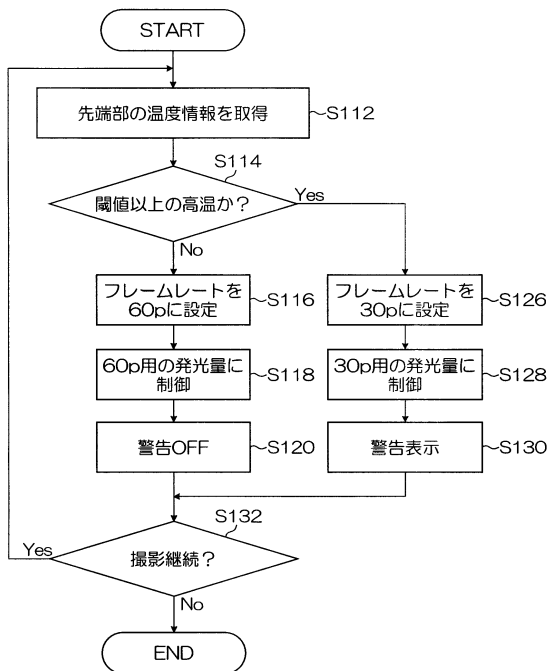 START
先端部の温度情報を取得
S112
S114
閾値以上の高温か？
Yes
No
フレームレートを
60pに設定
S116
フレームレートを
30pに設定
S126
60p用の発光量に
制御
S118
30p用の発光量に
制御
S128
警告OFF
S120
警告表示
S130
S132
撮影継続？
Yes
No
END